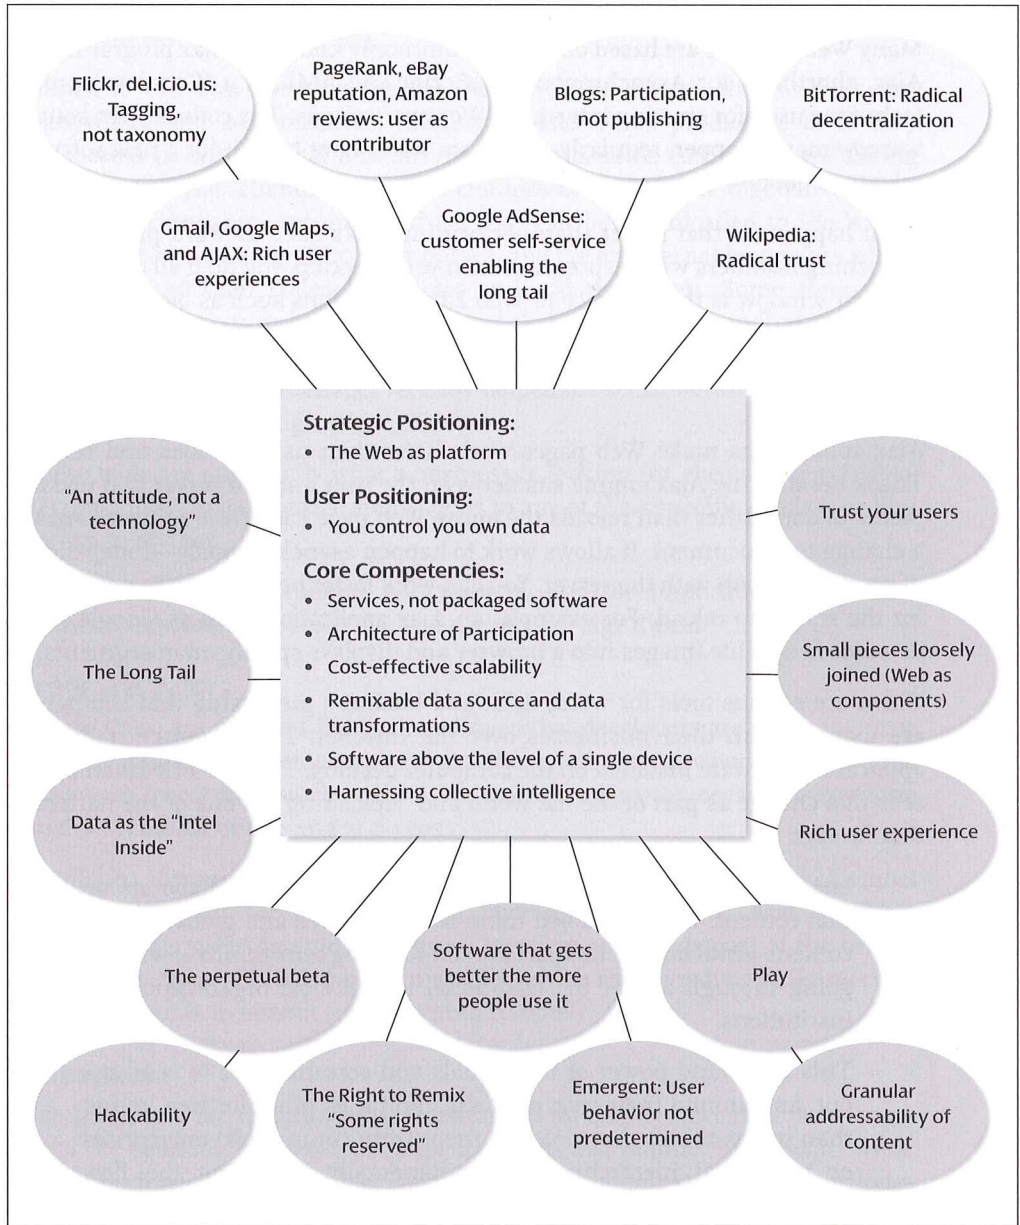 Flickr, del.icio.us:
Tagging,
not taxonomy
PageRank, eBay
reputation, Amazon
reviews: user as
contributor
Blogs: Participation,
not publishing
BitTorrent: Radical
decentralization
Gmail, Google Maps,
and AJAX: Rich user
experiences
Google AdSense:
customer self-service
enabling the
long tail
Wikipedia:
Radical trust
Strategic Positioning:
• The Web as platform
User Positioning:
• You control you own data
Core Competencies:
• Services, not packaged software
• Architecture of Participation
• Cost-effective scalability
• Remixable data source and data
transformations
• Software above the level of a single device
• Harnessing collective intelligence
"An attitude, not a
technology"
The Long Tail
Data as the "Intel
Inside"
Trust your users
Small pieces loosely
joined (Web as
components)
Rich user experience
The perpetual beta
Software that gets
better the more
people use it
Play
Hackability
The Right to Remix
"Some rights
reserved"
Emergent: User
behavior not
predetermined
Granular
addressability of
content